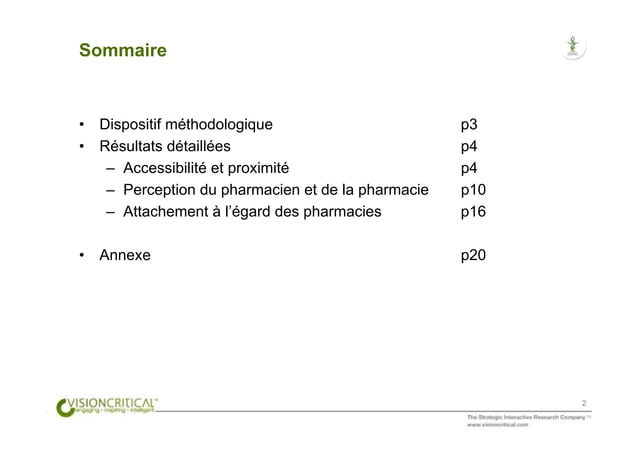 Sommaire
• Dispositif méthodologique p3
• Résultats détaillées p4
– Accessibilité et proximité p4
– Perception du pharmacien et de la pharmacie p10
– Attachement à l’égard des pharmacies p16
• Annexe p20
2
VISIONCRITICAL™
engaging • inspiring • intelligent
The Strategic Interactive Research Company™
www.visioncritical.com